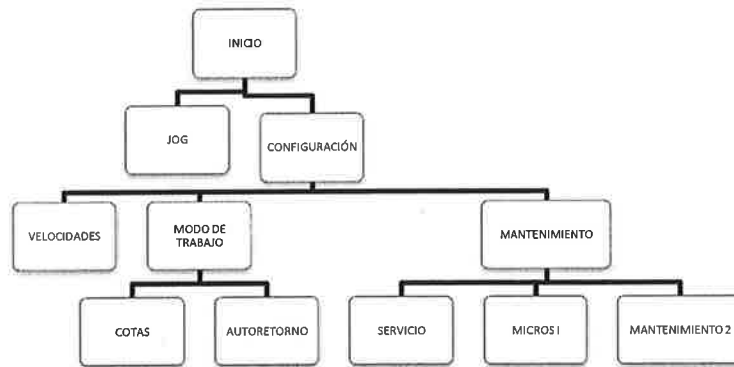 INICIO
JOG
CONFIGURACIÓN
VELOCIDADES
MODO DE
TRABAJO
MANTENIMIENTO
COTAS
AUTORETORNO
SERVICIO
MICROS I
MANTENIMIENTO 2